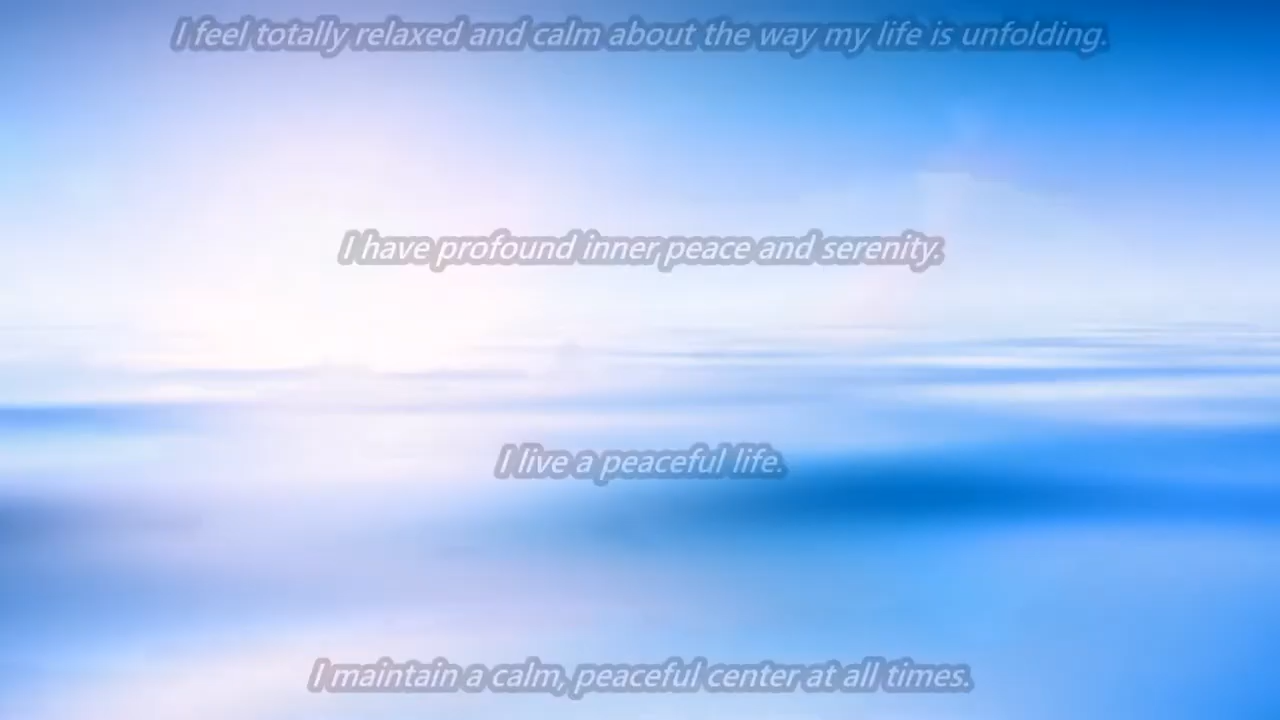 I feel totally relaxed and calm about the way my life is unfolding.
I have profound inner peace and serenity.
I live a peaceful life.
I maintain a calm, peaceful center at all times.